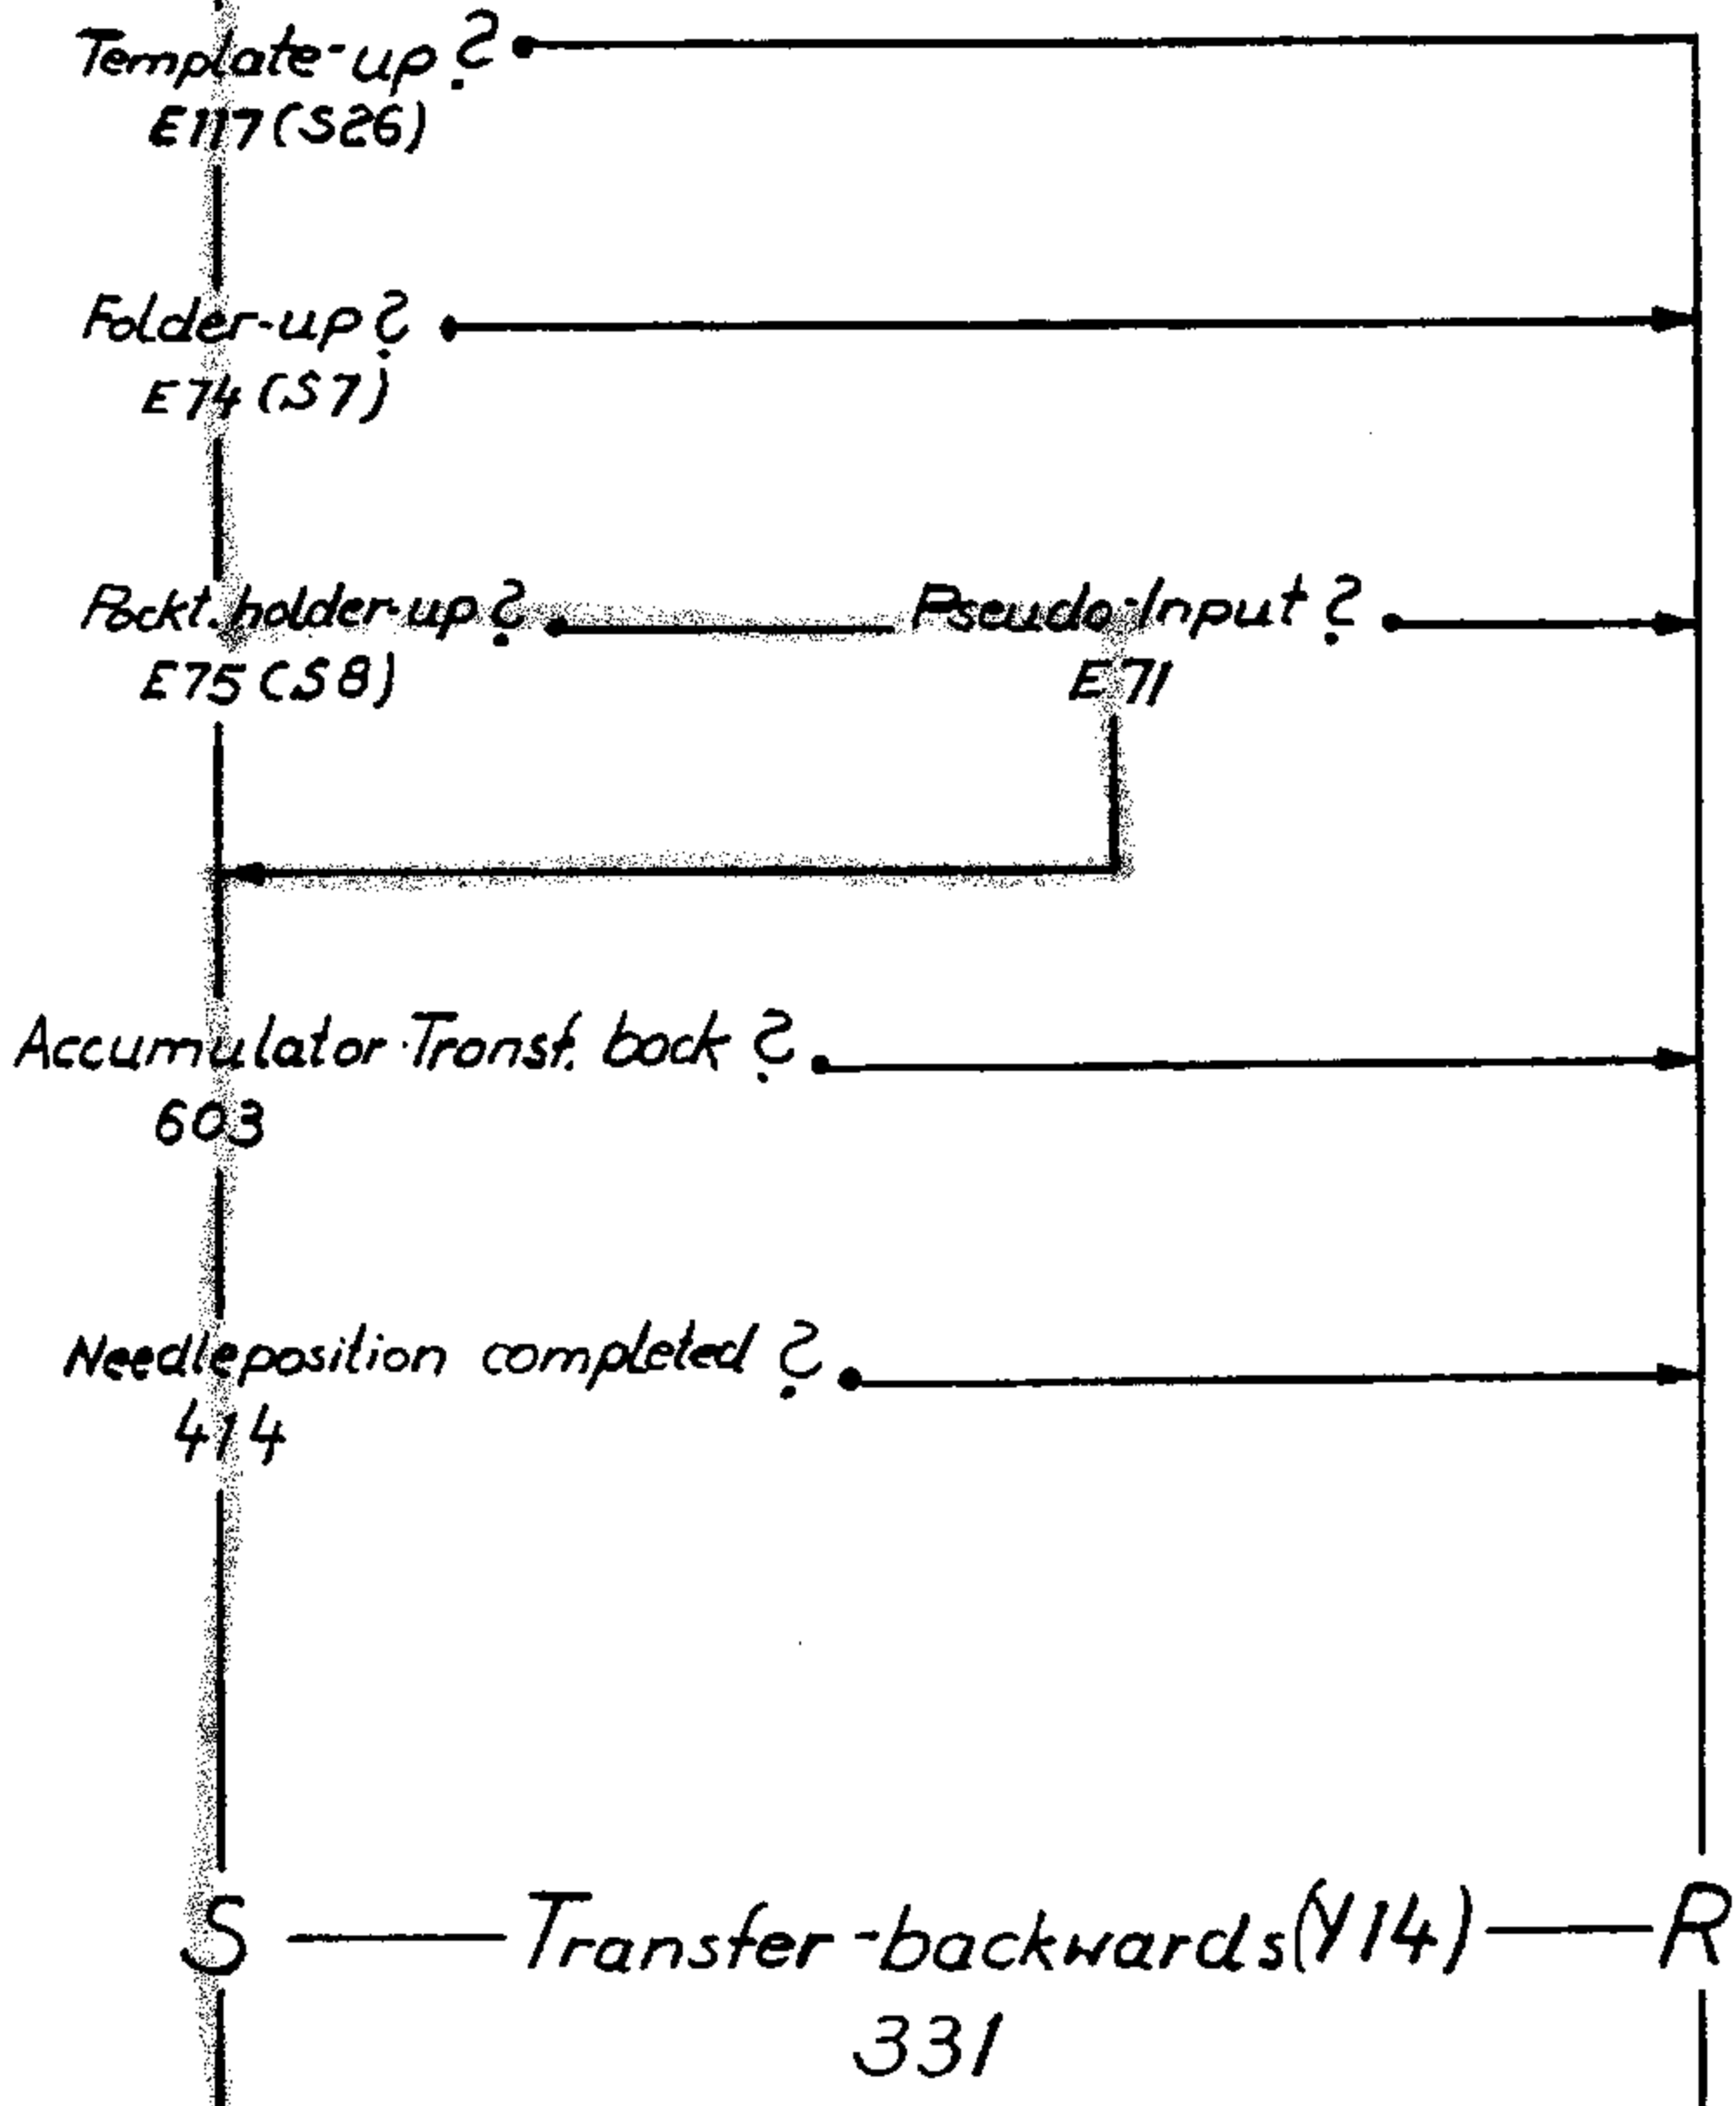 Template-up?
E117(S26)
Folder-up?
E74(S7)
Pockt.holder-up? Pseudo-Input?
E75(S8) E71
Accumulator-Transf. back?
603
Needleposition completed?
414
S Transfer-backwards(Y14) R
331